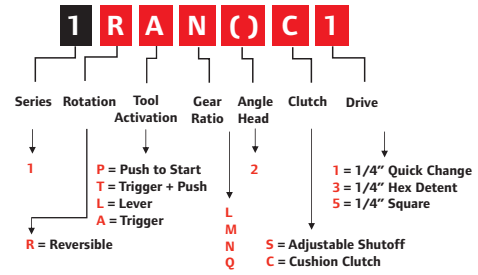 1 R A N ( ) C 1
Series Rotation Tool Activation Gear Ratio Angle Head Clutch Drive
1
R = Reversible
P = Push to Start
T = Trigger + Push
L = Lever
A = Trigger
L
M
N
Q
2
S = Adjustable Shutoff
C = Cushion Clutch
1 = 1/4” Quick Change
3 = 1/4” Hex Detent
5 = 1/4” Square